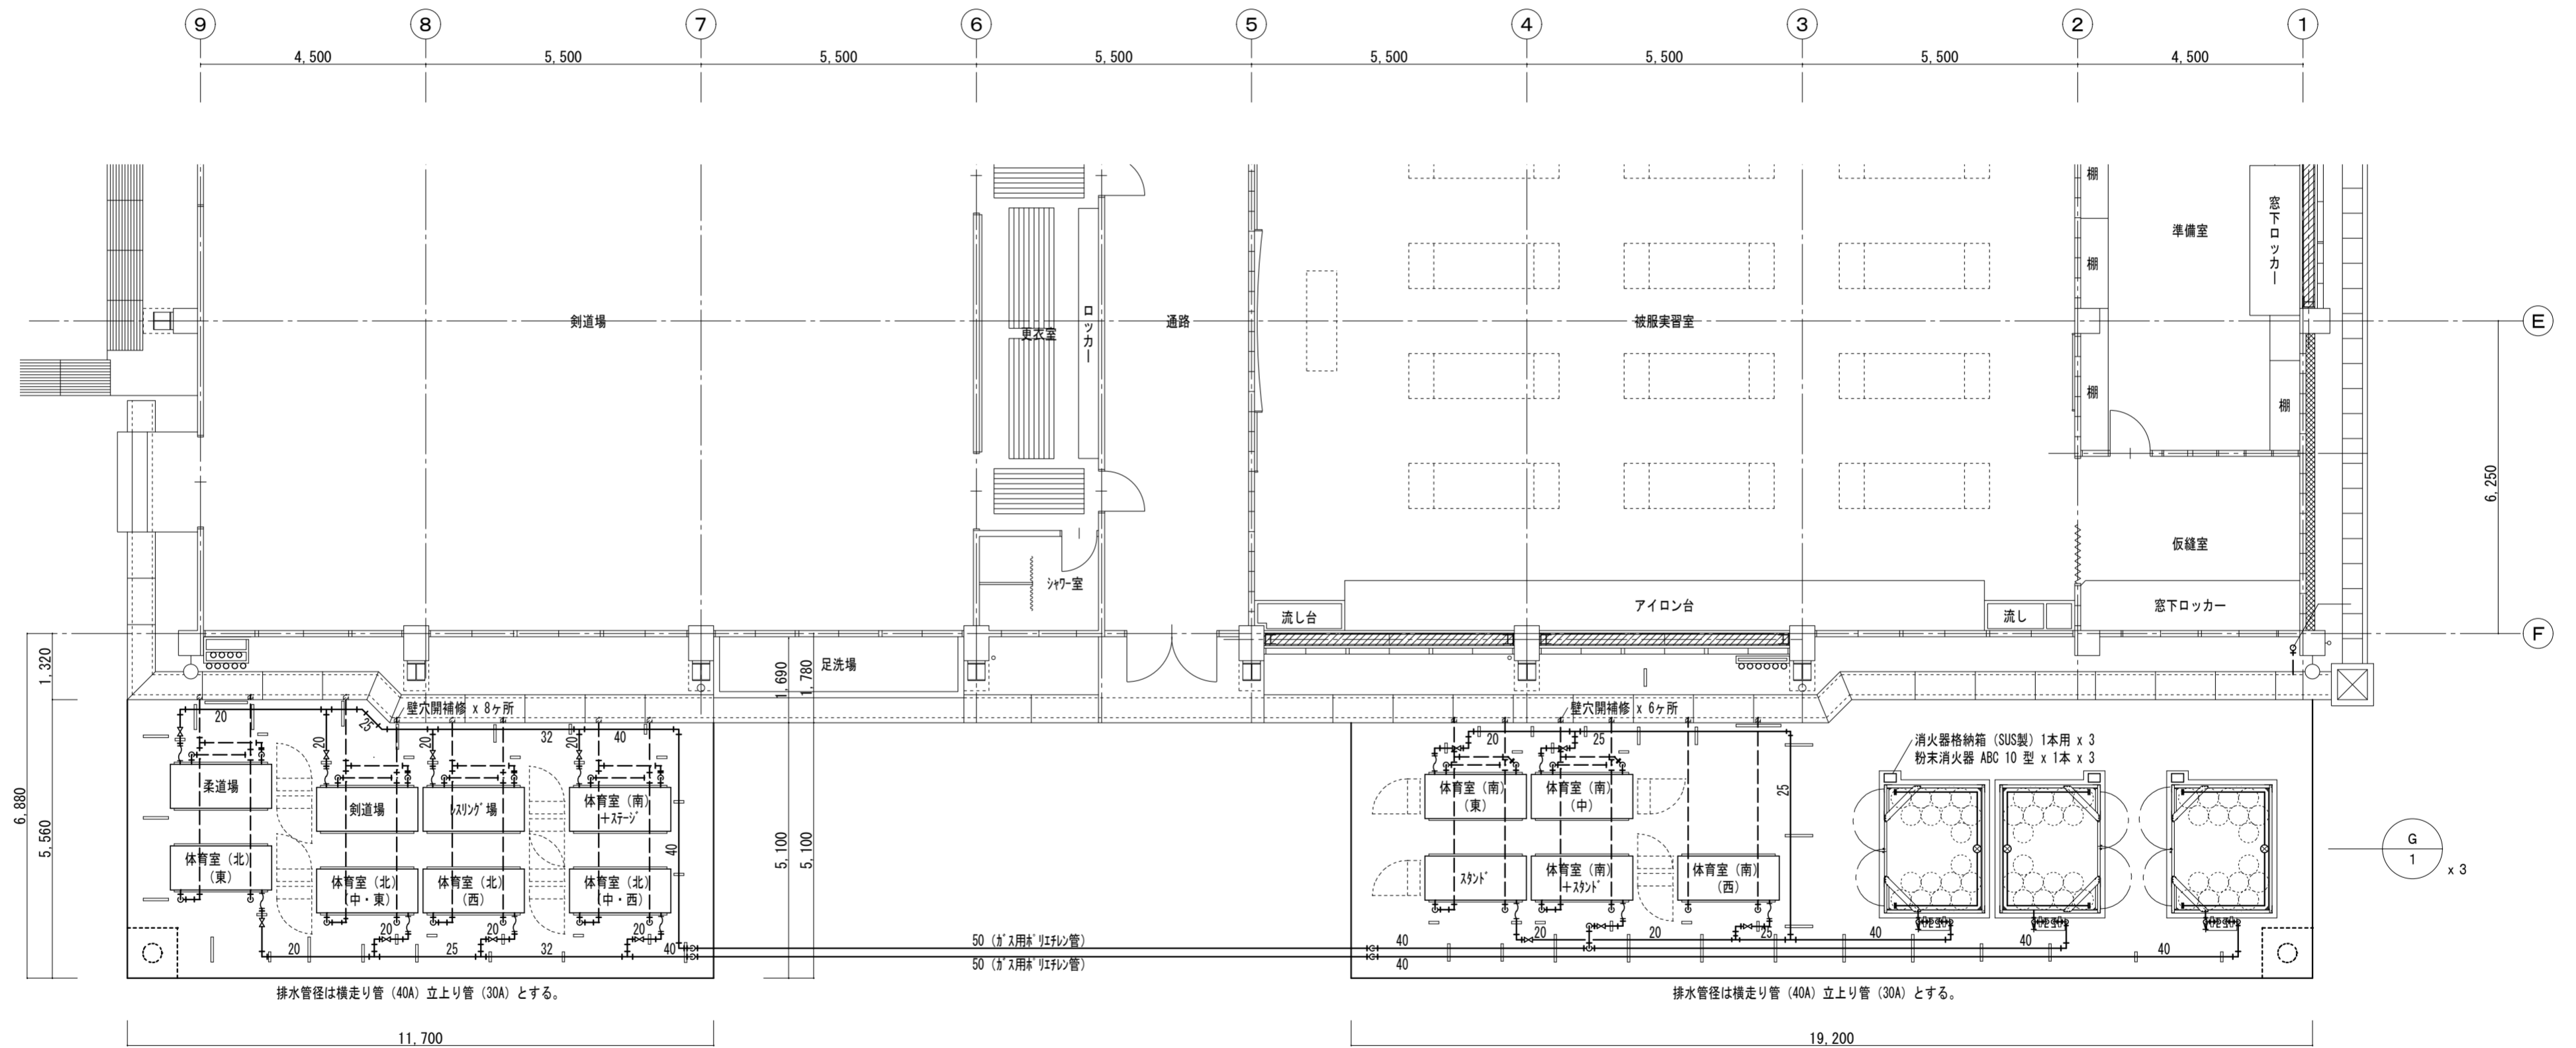 9
8
7
6
5
4
3
2
1
4,500
5,500
5,500
5,500
5,500
5,500
5,500
4,500
棚
窓下ロッカー
準備室
棚
剣道場
更衣室
ロッカー
通路
被服実習室
E
棚
棚
6,250
仮縫室
シャワー室
流し台
アイロン台
流し
窓下ロッカー
F
1,320
足洗場
1,690
1,780
壁穴開補修 x 8ヶ所
壁穴開補修 x 6ヶ所
20
25
20
20
32
20
40
20
25
消火器格納箱（SUS製）1本用 x 3
粉末消火器 ABC 10 型 x 1本 x 3
柔道場
剣道場
ﾚｽﾘﾝｸﾞ場
体育室（南）
＋ｽﾃｰｼﾞ
体育室（南）
（東）
体育室（南）
（中）
25
6,880
5,560
5,100
5,100
40
G
1
x 3
体育室（北）
（東）
体育室（北）
（中・東）
体育室（北）
（西）
体育室（北）
（中・西）
ｽﾀﾝﾄﾞ
体育室（南）
＋ｽﾀﾝﾄﾞ
体育室（南）
（西）
20
20
20
20
25
32
40
50（ｶﾞｽ用ﾎﾟﾘｴﾁﾚﾝ管）
50（ｶﾞｽ用ﾎﾟﾘｴﾁﾚﾝ管）
40
40
20
20
25
40
40
40
排水管径は横走り管（40A）立上り管（30A）とする。
排水管径は横走り管（40A）立上り管（30A）とする。
11,700
19,200